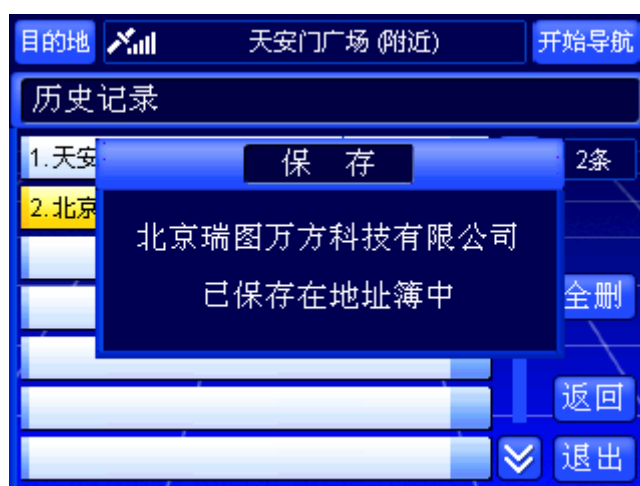 目的地 天安门广场 (附近) 开始导航
历史记录
1.天安 2条
保 存
2.北京
北京瑞图万方科技有限公司
已保存在地址簿中
全删
返回
退出